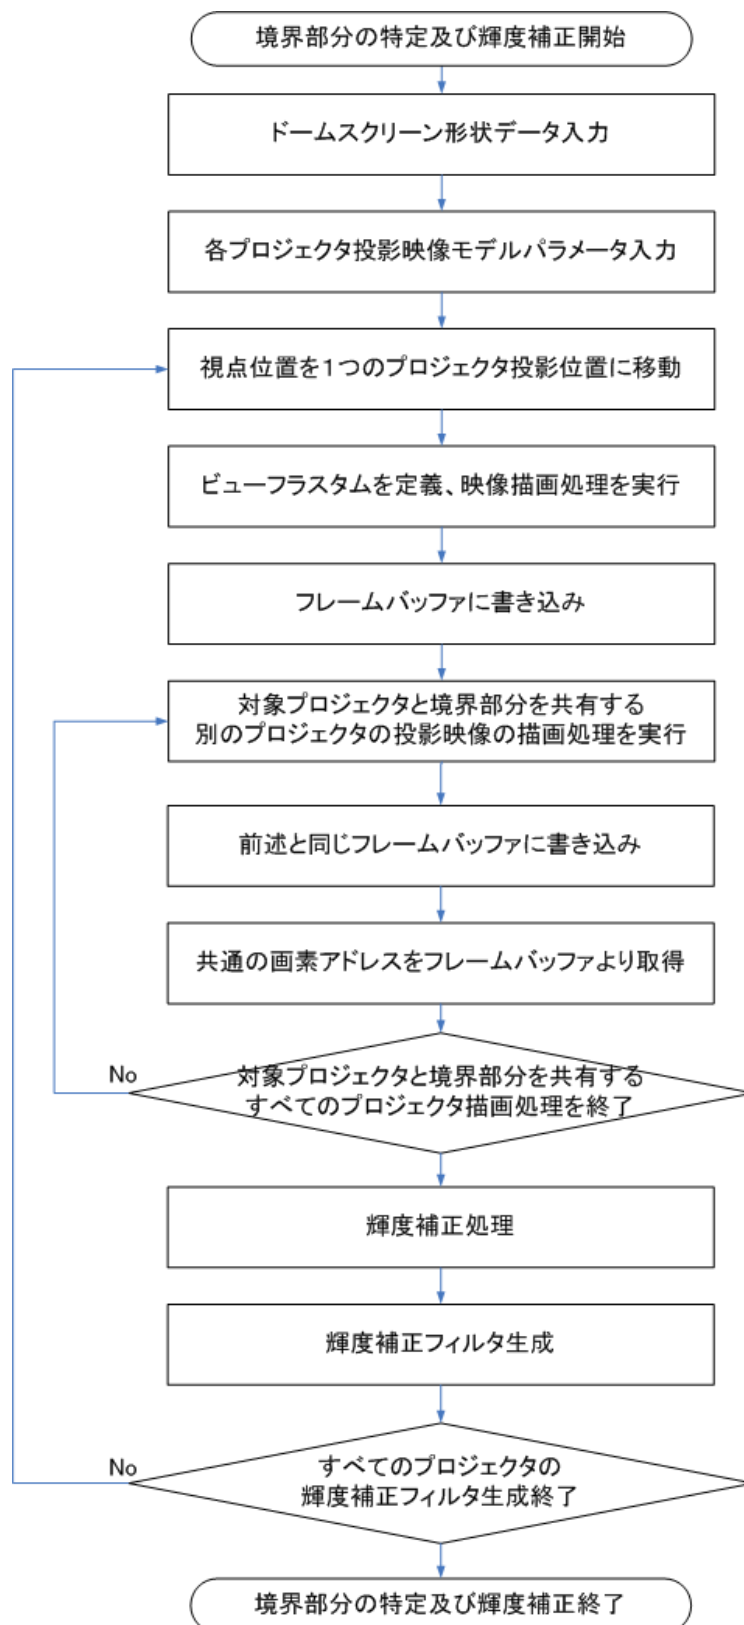 境界部分の特定及び輝度補正開始
ドームスクリーン形状データ入力
各プロジェクタ投影映像モデルパラメータ入力
視点位置を1つのプロジェクタ投影位置に移動
ビューフラスタムを定義、映像描画処理を実行
フレームバッファに書き込み
対象プロジェクタと境界部分を共有する
別のプロジェクタの投影映像の描画処理を実行
前述と同じフレームバッファに書き込み
共通の画素アドレスをフレームバッファより取得
No
対象プロジェクタと境界部分を共有する
すべてのプロジェクタ描画処理を終了
輝度補正処理
輝度補正フィルタ生成
No
すべてのプロジェクタの
輝度補正フィルタ生成終了
境界部分の特定及び輝度補正終了